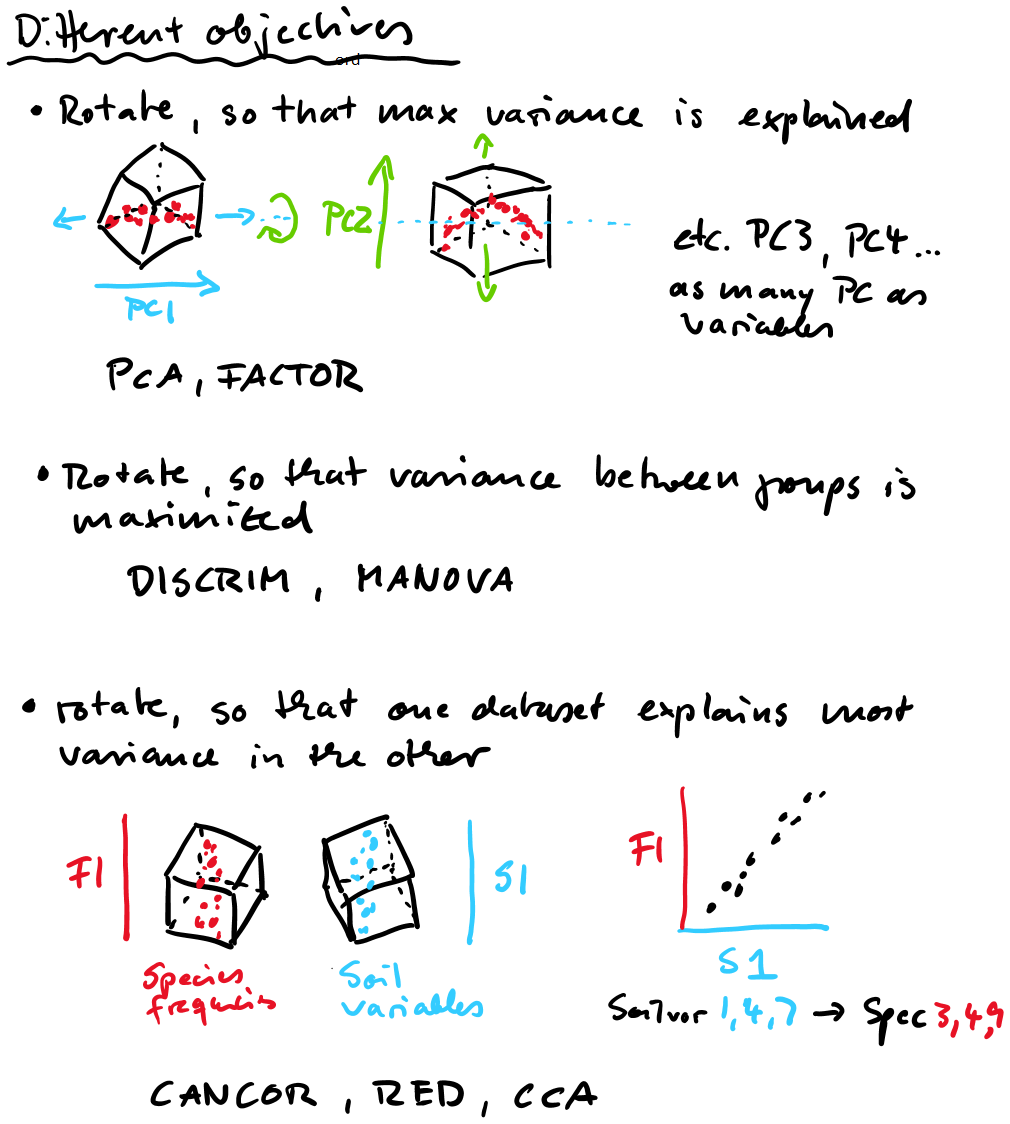 Different objectives
ord
• Rotate, so that max variance is explained
PC1
PC2
etc. PC3, PC4...
as many PC as
variables
PCA, FACTOR
• Rotate, so that variance between groups is
maximized
DISCRIM, MANOVA
• rotate, so that one dataset explains most
variance in the other
F1
Species
Soil
variables
S1
F1
S1
Soil var 1,4,7 → Spec 3,4,9
CANCOR, RED, CCA